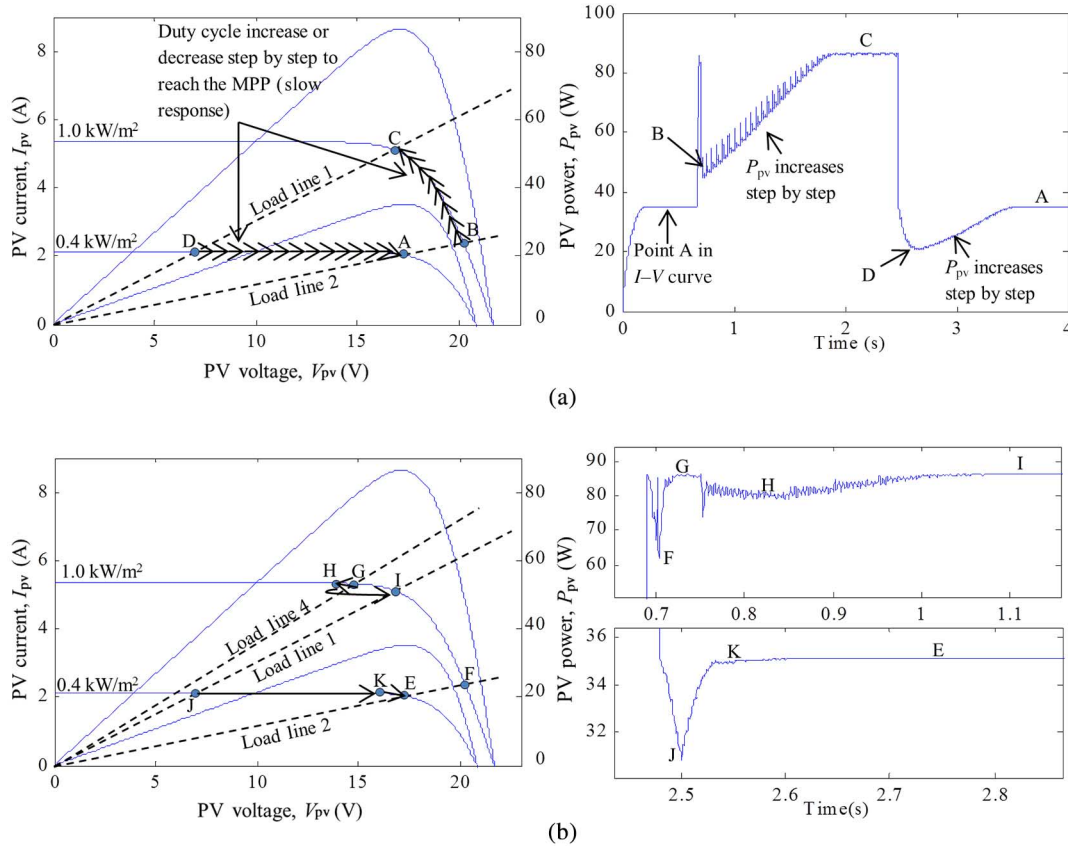 Duty cycle increase or
decrease step by step to
reach the MPP (slow
response)
1.0 kW/m²
0.4 kW/m²
Load line 1
Load line 2
A
B
C
D
8
6
4
2
0
80
60
40
20
0
0
5
10
15
20
PV current, Ipv (A)
PV voltage, Vpv (V)
PV power, Ppv (W)
100
80
60
40
20
0
0
1
2
3
4
Time (s)
B
C
D
A
Ppv increases
step by step
Point A in
I–V curve
Ppv increases
step by step
(a)
1.0 kW/m²
0.4 kW/m²
Load line 4
Load line 1
Load line 2
H
G
I
J
K
E
F
8
6
4
2
0
80
60
40
20
0
0
5
10
15
20
PV current, Ipv (A)
PV voltage, Vpv (V)
PV power, Ppv (W)
90
80
70
60
G
H
I
F
0.7
0.8
0.9
1
1.1
36
34
32
K
E
J
2.5
2.6
2.7
2.8
Time(s)
(b)